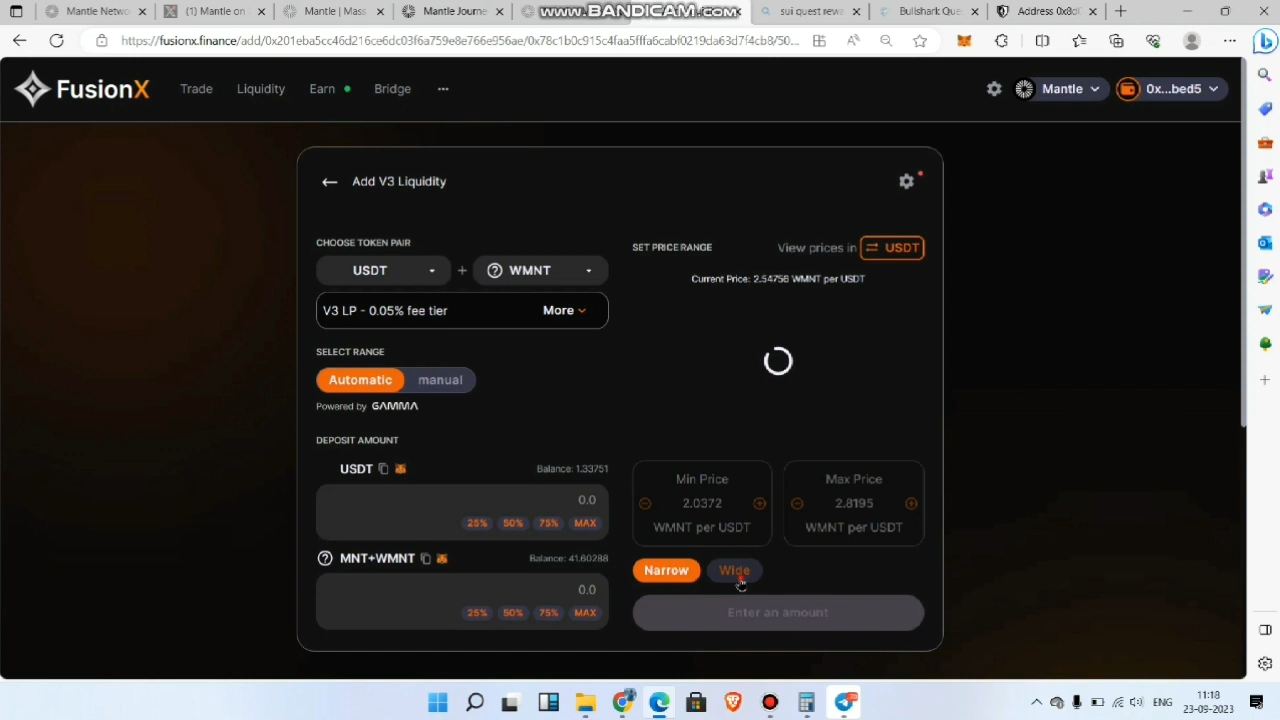 Mantle Netwo
Mantle on
Mantle | Mass
Mantle Journe
www.BANDICAM.com
sui quest news
Bullshark Que
Address 0x8d
https://fusionx.finance/add/0x201eba5cc46d216ce6dc03f6a759e8e766e956ae/0x78c1b0c915c4faa5fffa6cabf0219da63d7f4cb8/50...
FusionX
Trade
Liquidity
Earn
Bridge
Mantle
0x...bed5
Add V3 Liquidity
CHOOSE TOKEN PAIR
USDT
+
WMNT
V3 LP - 0.05% fee tier
More
SELECT RANGE
Automatic
manual
Powered by GAMMA
DEPOSIT AMOUNT
USDT
Balance: 1.33751
0.0
25%
50%
75%
MAX
MNT+WMNT
Balance: 41.60288
0.0
25%
50%
75%
MAX
SET PRICE RANGE
View prices in
USDT
Current Price: 2.54756 WMNT per USDT
Min Price
2.0372
WMNT per USDT
Max Price
2.8195
WMNT per USDT
Narrow
Wide
Enter an amount
ENG
11:18
23-09-2023